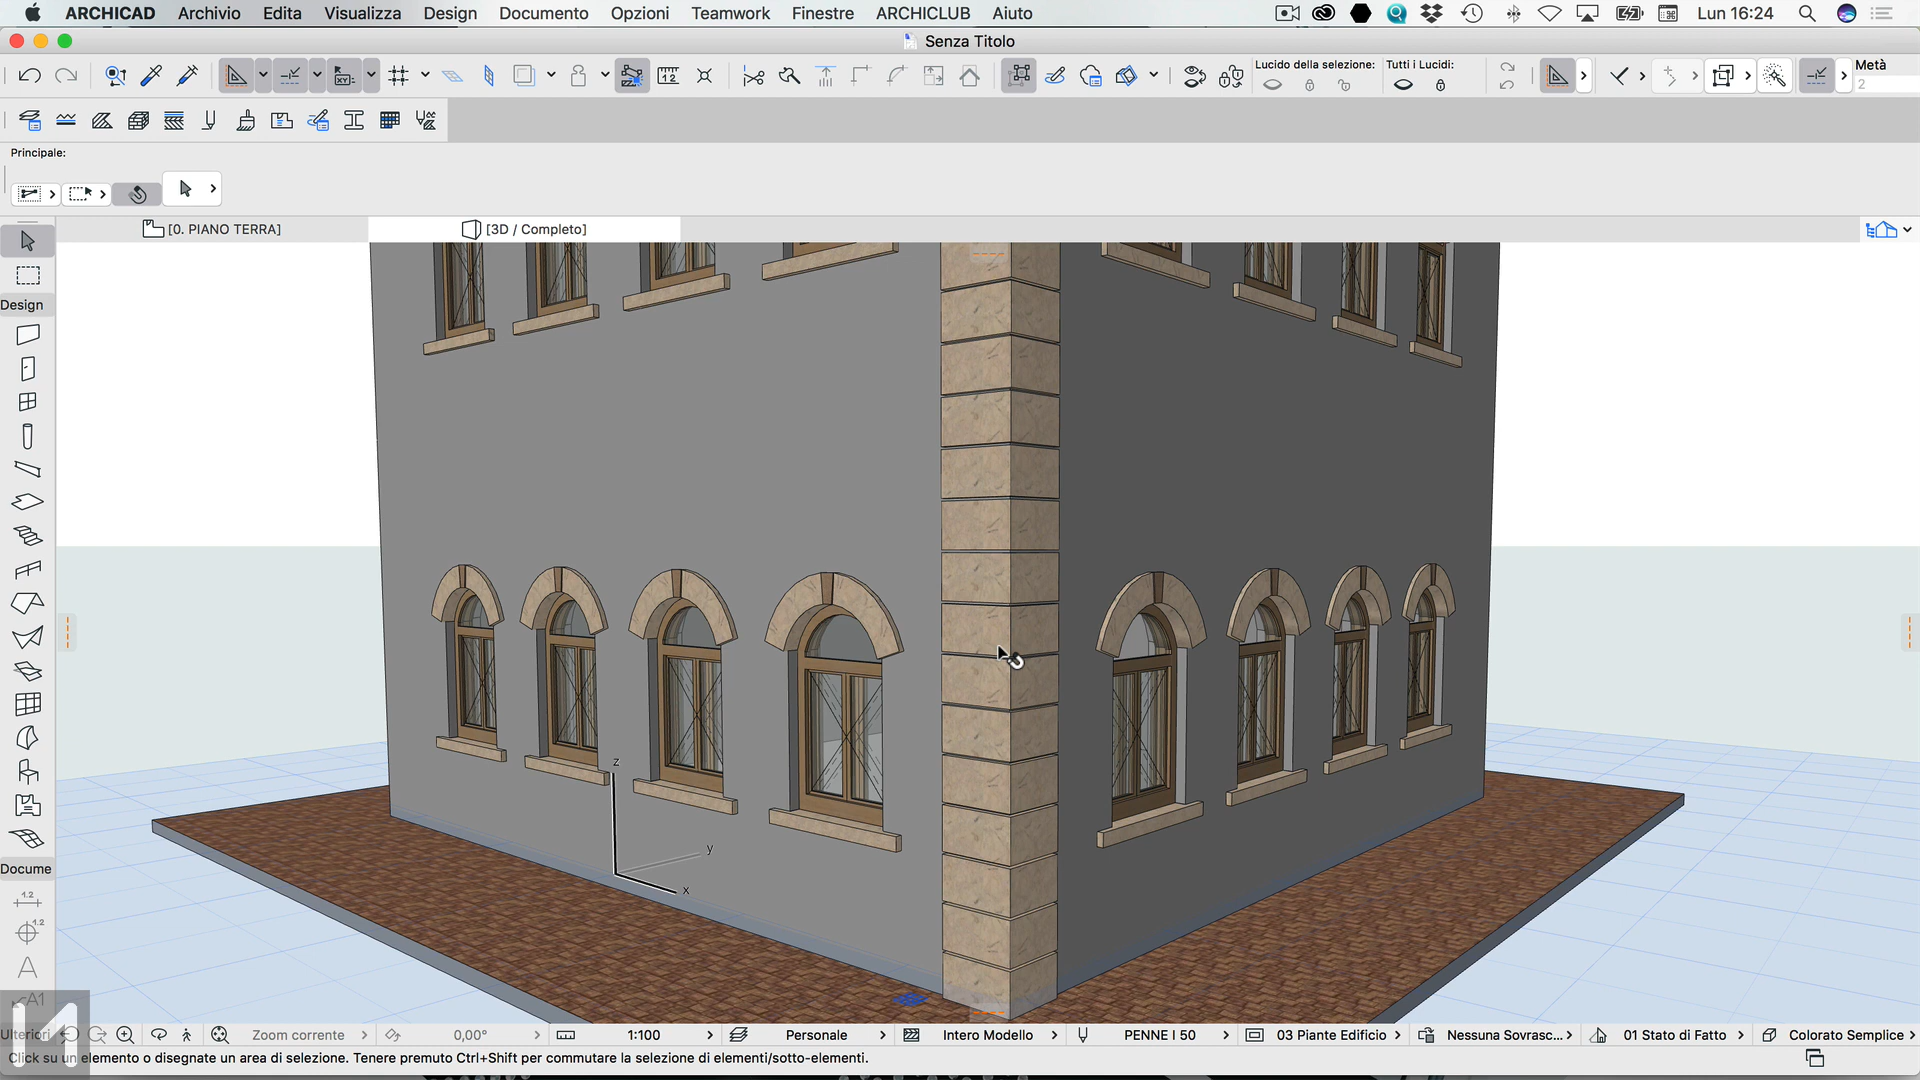 ARCHICAD Archivio Edita Visualizza Design Documento Opzioni Teamwork Finestre ARCHICLUB Aiuto Lun 16:24
Senza Titolo
Lucido della selezione: Tutti i Lucidi: Metà
2
Principale:
[0. PIANO TERRA] [3D / Completo]
Design
z
y
x
Docume
1.2
1.2
A
A1
Ulteriori
Zoom corrente 0,00° 1:100 Personale Intero Modello PENNE I 50 03 Piante Edificio Nessuna Sovrasc... 01 Stato di Fatto Colorato Semplice
Click su un elemento o disegnate un area di selezione. Tenere premuto Ctrl+Shift per commutare la selezione di elementi/sotto-elementi.